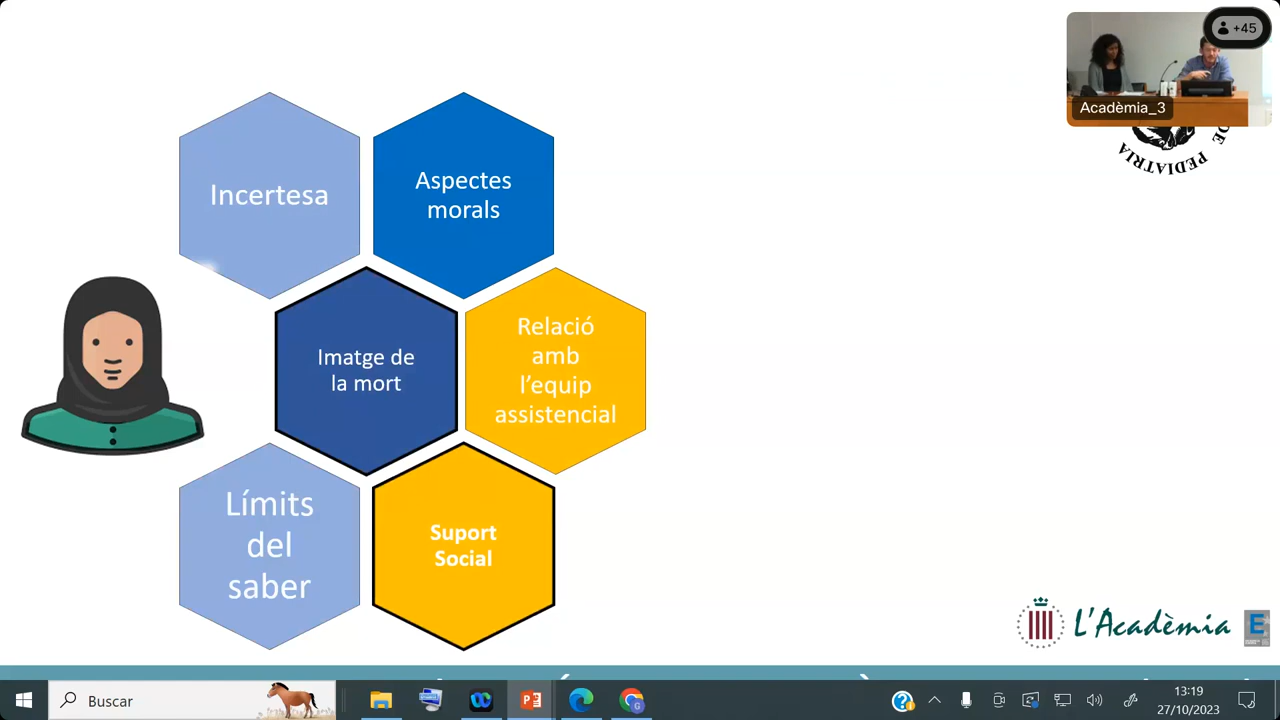 +45
Acadèmia_3
DE PEDIATRIA
Incertesa
Aspectes
morals
Imatge de
la mort
Relació
amb
l’equip
assistencial
Límits
del
saber
Suport
Social
L'Acadèmia
E
Buscar
13:19
27/10/2023